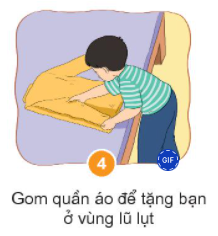 4
GIF
Gom quần áo để tặng bạn
ở vùng lũ lụt